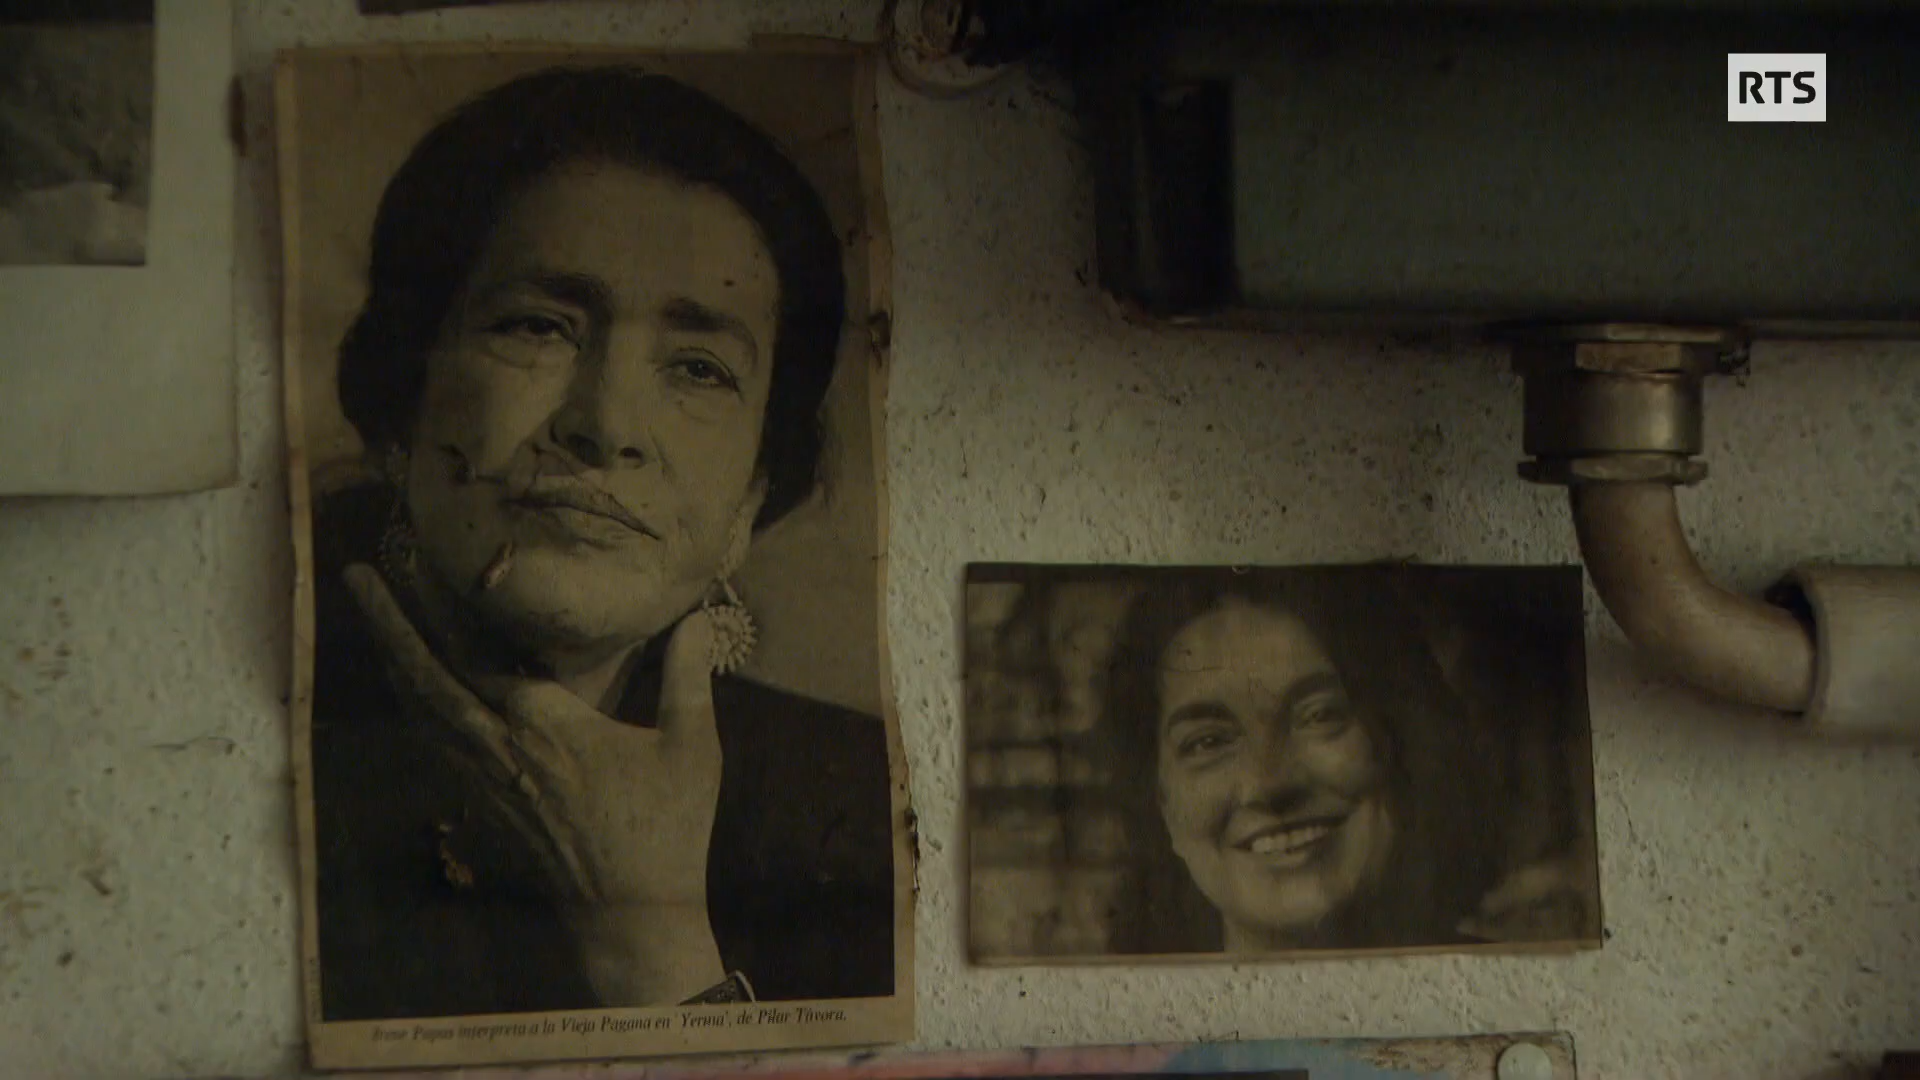 RTS
Irene Papas interpreta a la Vieja Pagana en 'Yerma', de Pilar Távora.